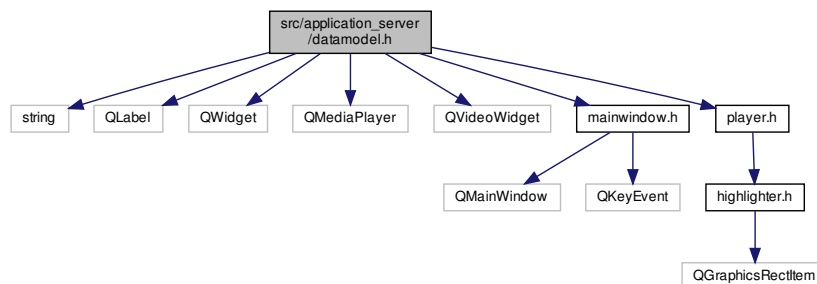 src/application_server
/datamodel.h
string
QLabel
QWidget
QMediaPlayer
QVideoWidget
mainwindow.h
player.h
QMainWindow
QKeyEvent
highlighter.h
QGraphicsRectItem